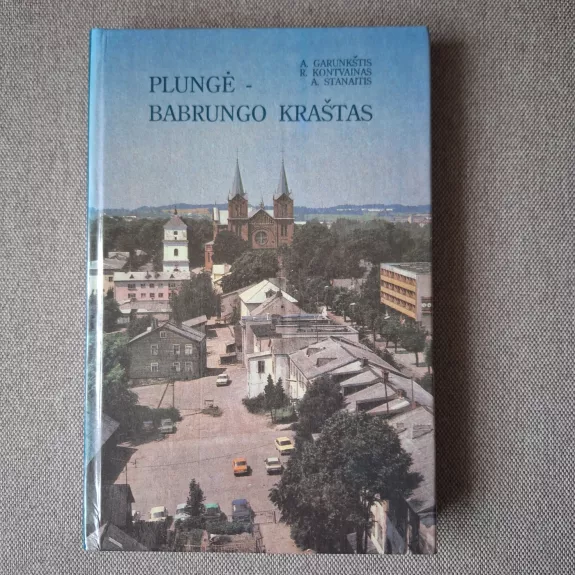 A. GARUNKŠTIS
R. KONTVAINAS
A. STANAITIS
PLUNGĖ -
BABRUNGO KRAŠTAS